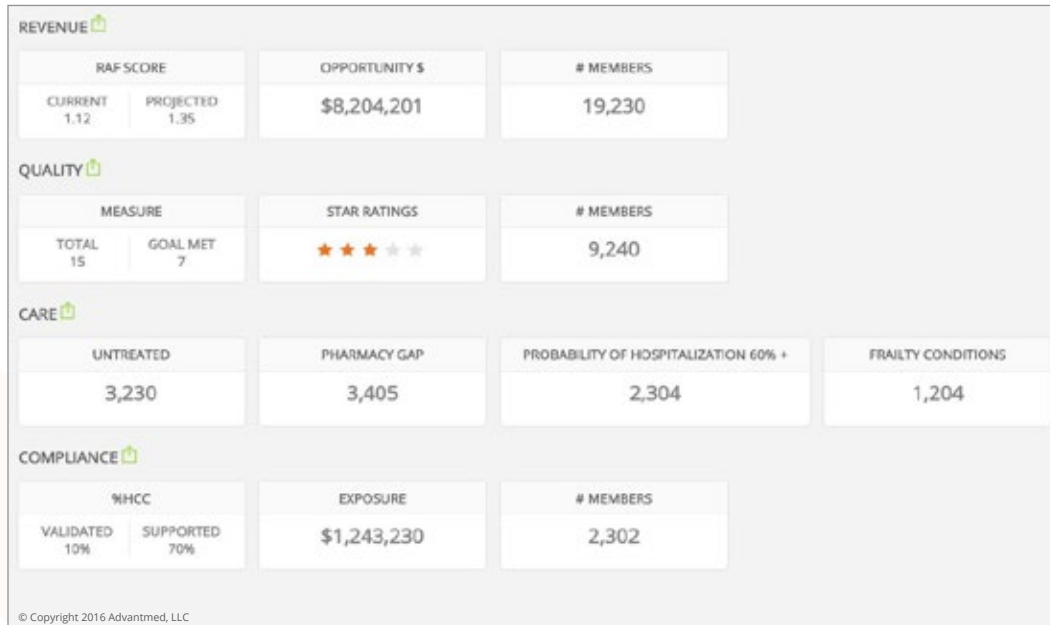 REVENUE
RAF SCORE OPPORTUNITY $ # MEMBERS
CURRENT PROJECTED $8,204,201 19,230
1.12 1.35
QUALITY
MEASURE STAR RATINGS # MEMBERS
TOTAL GOAL MET 9,240
15 7
CARE
UNTREATED PHARMACY GAP PROBABILITY OF HOSPITALIZATION 60% + FRAILTY CONDITIONS
3,230 3,405 2,304 1,204
COMPLIANCE
%HCC EXPOSURE # MEMBERS
VALIDATED SUPPORTED $1,243,230 2,302
10% 70%
© Copyright 2016 Advantmed, LLC